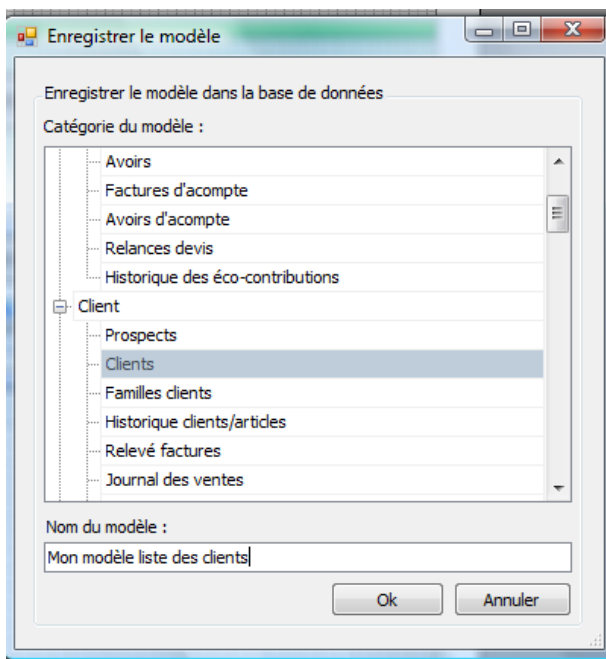 Enregistrer le modèle
Enregistrer le modèle dans la base de données
Catégorie du modèle :
Avoirs
Factures d'acompte
Avoirs d'acompte
Relances devis
Historique des éco-contributions
Client
Prospects
Clients
Familles clients
Historique clients/articles
Relevé factures
Journal des ventes
Nom du modèle :
Mon modèle liste des clients
Ok Annuler